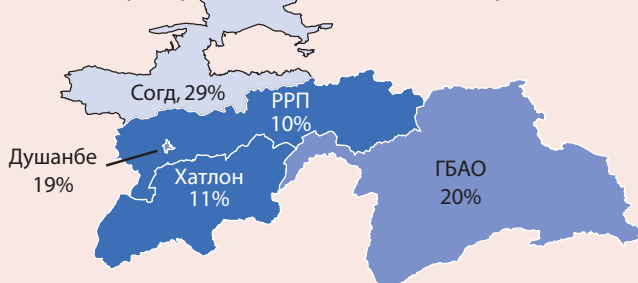 Согд, 29%
РРП
10%
Душанбе
19%
Хатлон
11%
ГБАО
20%